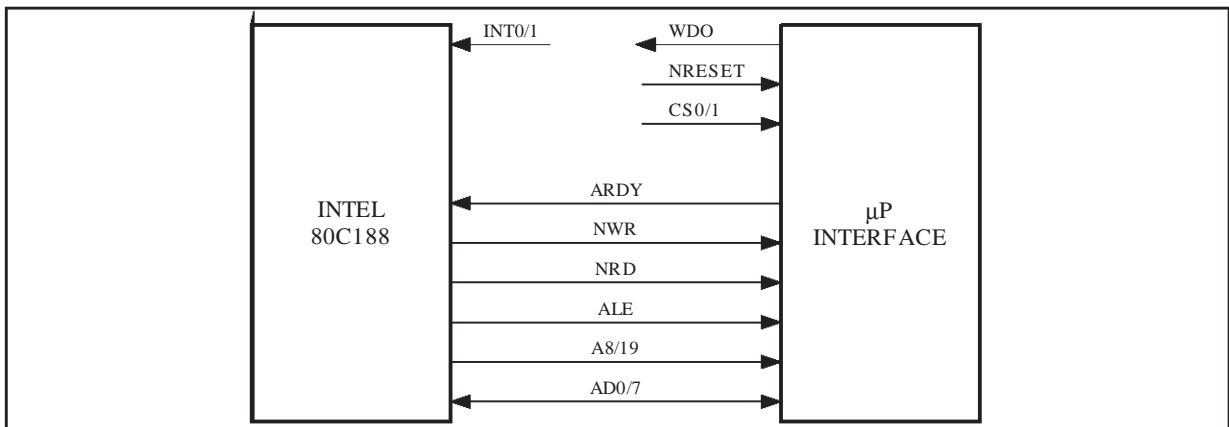 INT0/1
WDO
NRESET
CS0/1
ARDY
INTEL
80C188
NWR
µP
INTERFACE
NRD
ALE
A8/19
AD0/7